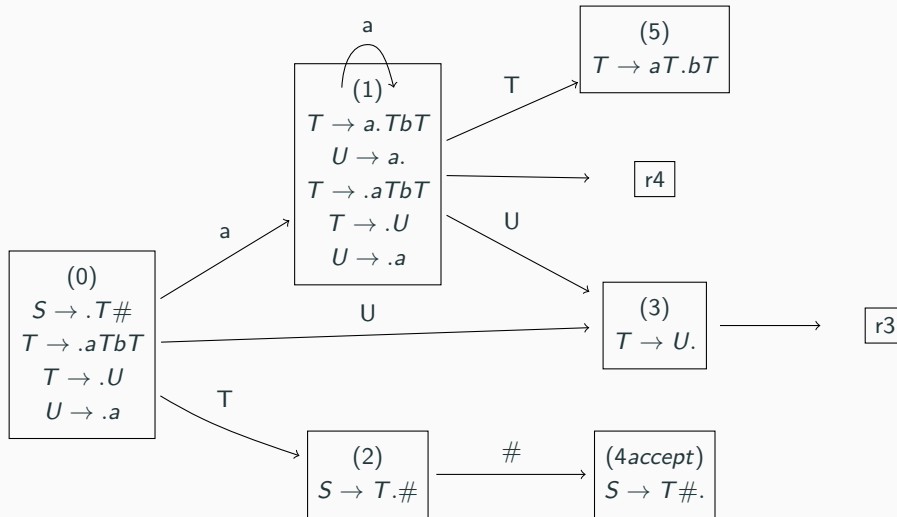 a
(5)
T → aT.bT
T
(1)
T → a.TbT
U → a.
T → .aTbT
T → .U
U → .a
r4
a
U
(0)
S → .T#
T → .aTbT
T → .U
U → .a
U
(3)
T → U.
r3
T
(2)
S → T.#
#
(4accept)
S → T#.